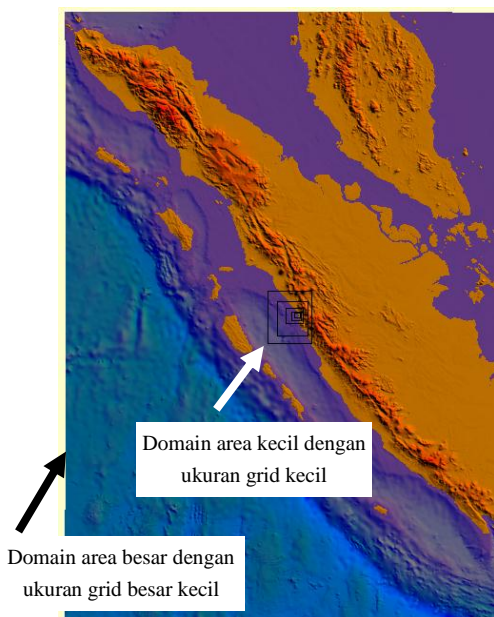 Domain area kecil dengan
ukuran grid kecil
Domain area besar dengan
ukuran grid besar kecil